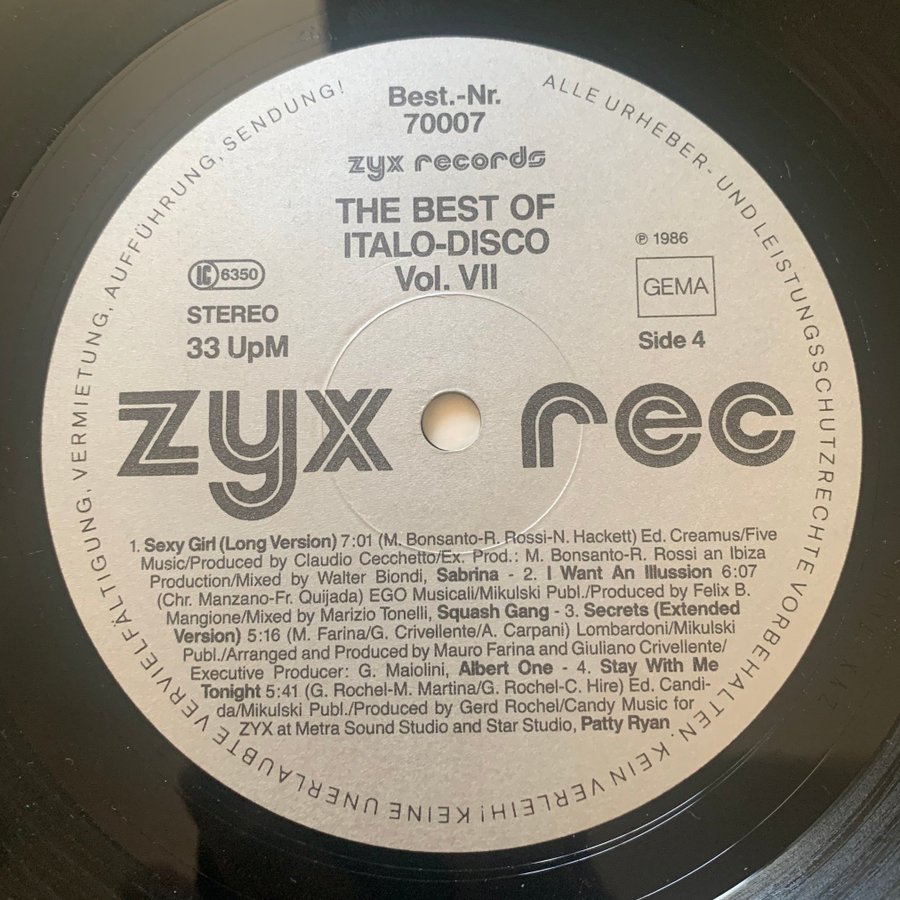 Best.-Nr.
70007
zyx records
THE BEST OF
ITALO-DISCO
Vol. VII
LC 6350
STEREO
33 UpM
℗ 1986
GEMA
Side 4
zyx rec
1. Sexy Girl (Long Version) 7:01 (M. Bonsanto-R. Rossi-N. Hackett) Ed. Creamus/Five
Music/Produced by Claudio Cecchetto/Ex. Prod.: M. Bonsanto-R. Rossi an Ibiza
Production/Mixed by Walter Biondi, Sabrina - 2. I Want An Illussion 6:07
(Chr. Manzano-Fr. Quijada) EGO Musicali/Mikulski Publ./Produced by Felix B.
Mangione/Mixed by Marizio Tonelli, Squash Gang - 3. Secrets (Extended
Version) 5:16 (M. Farina/G. Crivellente/A. Carpani) Lombardoni/Mikulski
Publ./Arranged and Produced by Mauro Farina and Giuliano Crivellente/
Executive Producer: G. Maiolini, Albert One - 4. Stay With Me
Tonight 5:41 (G. Rochel-M. Martina/G. Rochel-C. Hire) Ed. Candi-
da/Mikulski Publ./Produced by Gerd Rochel/Candy Music for
ZYX at Metra Sound Studio and Star Studio, Patty Ryan
ALLE URHEBER- UND LEISTUNGSSCHUTZRECHTE VORBEHALTEN. KEIN VERLEIH! KEINE UNERLAUBTE VERVIELFÄLTIGUNG, VERMIETUNG, AUFFÜHRUNG, SENDUNG!